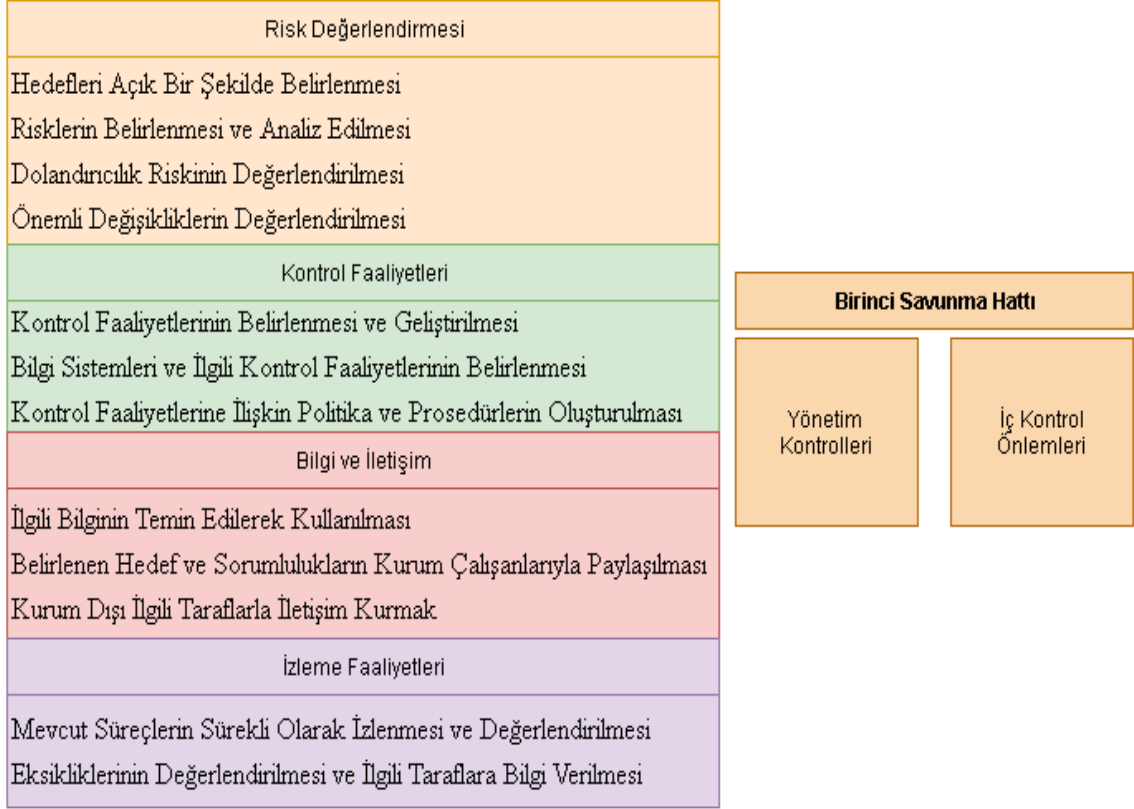 Risk Değerlendirmesi
Hedefleri Açık Bir Şekilde Belirlenmesi
Risklerin Belirlenmesi ve Analiz Edilmesi
Dolandırıcılık Riskinin Değerlendirilmesi
Önemli Değişikliklerin Değerlendirilmesi
Kontrol Faaliyetleri
Kontrol Faaliyetlerinin Belirlenmesi ve Geliştirilmesi
Bilgi Sistemleri ve İlgili Kontrol Faaliyetlerinin Belirlenmesi
Kontrol Faaliyetlerine İlişkin Politika ve Prosedürlerin Oluşturulması
Bilgi ve İletişim
İlgili Bilginin Temin Edilerek Kullanılması
Belirlenen Hedef ve Sorumlulukların Kurum Çalışanlarıyla Paylaşılması
Kurum Dışı İlgili Taraflarla İletişim Kurmak
İzleme Faaliyetleri
Mevcut Süreçlerin Sürekli Olarak İzlenmesi ve Değerlendirilmesi
Eksikliklerinin Değerlendirilmesi ve İlgili Taraflara Bilgi Verilmesi
Birinci Savunma Hattı
Yönetim
Kontrolleri
İç Kontrol
Önlemleri